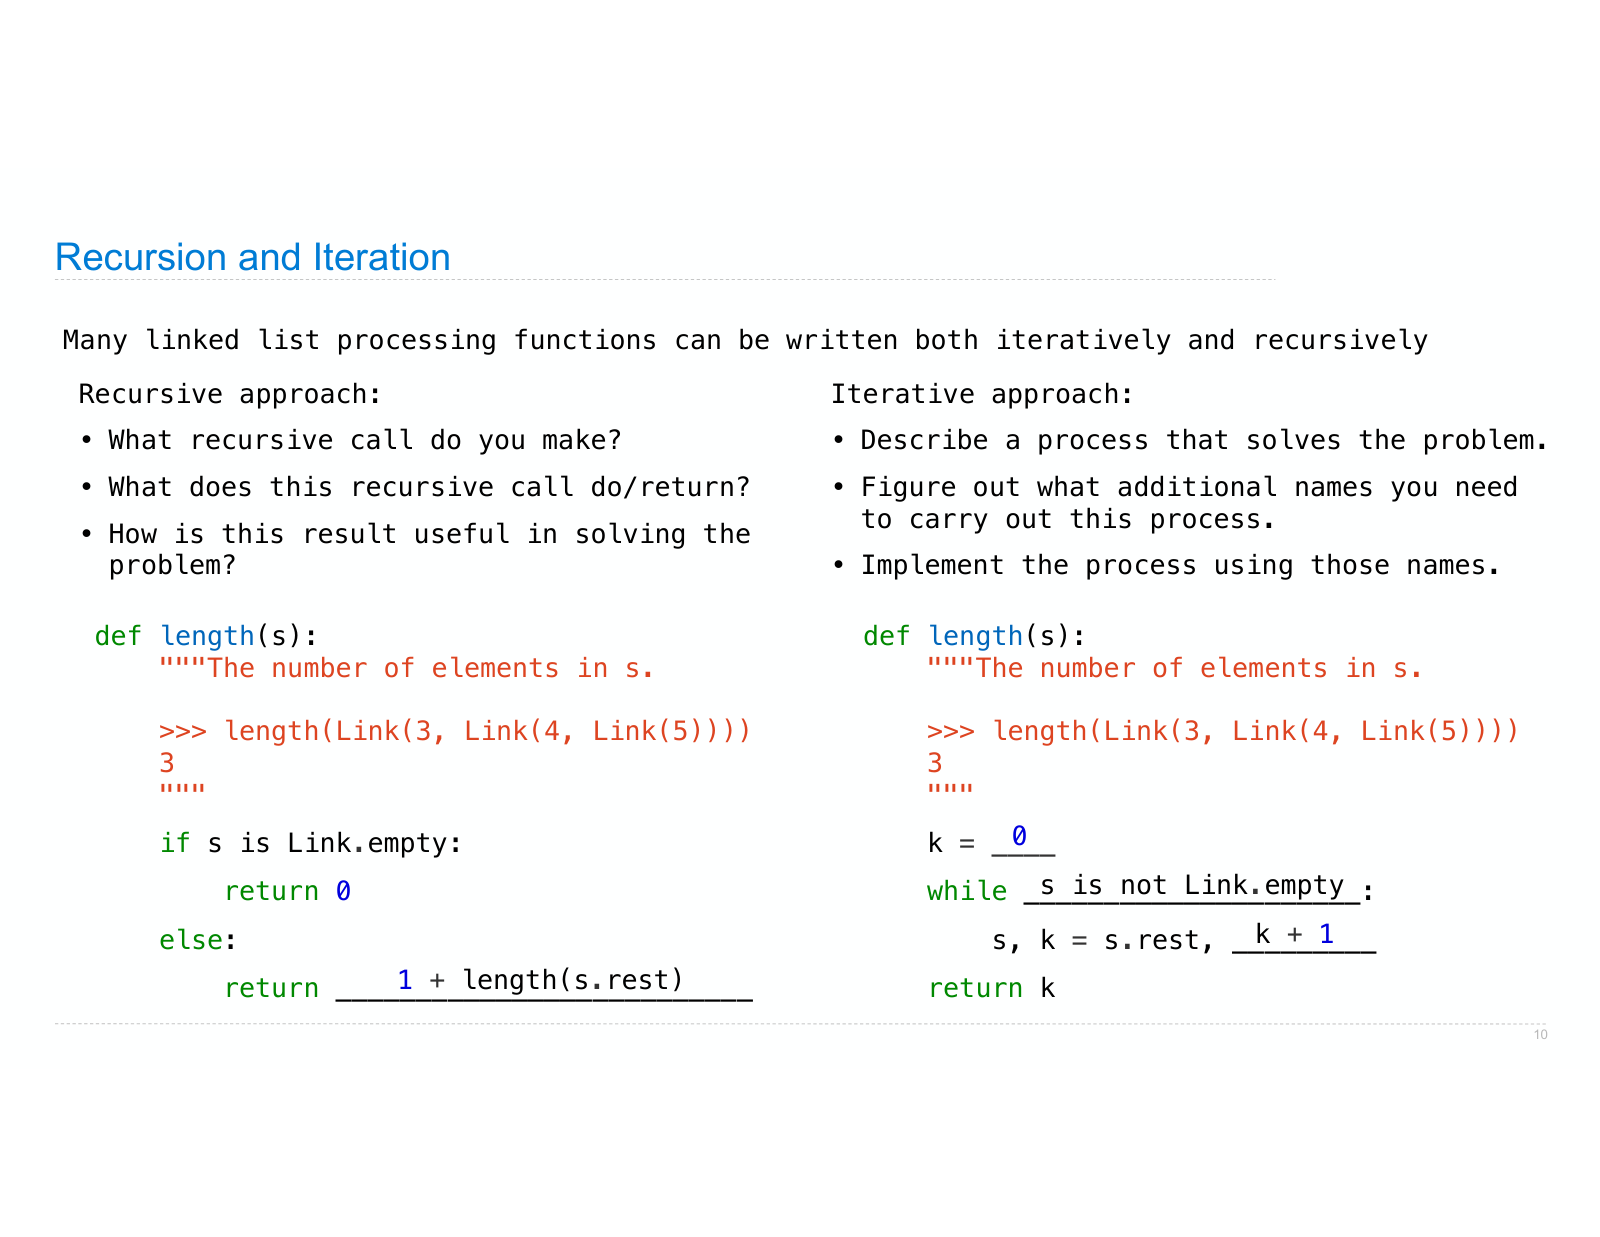 Recursion and Iteration
Many linked list processing functions can be written both iteratively and recursively
Recursive approach:
• What recursive call do you make?
• What does this recursive call do/return?
• How is this result useful in solving the
problem?
def length(s):
    """The number of elements in s.
    >>> length(Link(3, Link(4, Link(5))))
    3
    """
    if s is Link.empty:
        return 0
    else:
        return 1 + length(s.rest)
Iterative approach:
• Describe a process that solves the problem.
• Figure out what additional names you need
to carry out this process.
• Implement the process using those names.
def length(s):
    """The number of elements in s.
    >>> length(Link(3, Link(4, Link(5))))
    3
    """
    k = 0
    while s is not Link.empty:
        s, k = s.rest, k + 1
    return k
10